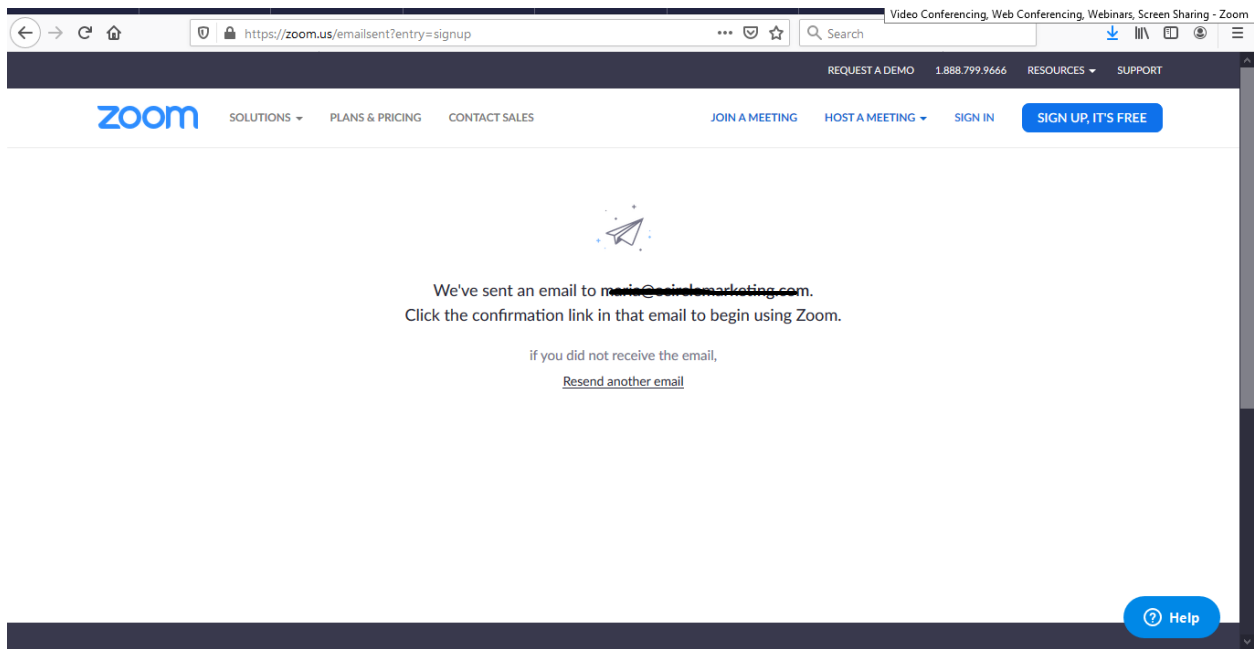 Video Conferencing, Web Conferencing, Webinars, Screen Sharing - Zoom
https://zoom.us/emailsent?entry=signup
Search
REQUEST A DEMO 1.888.799.9666 RESOURCES SUPPORT
zoom SOLUTIONS PLANS & PRICING CONTACT SALES JOIN A MEETING HOST A MEETING SIGN IN SIGN UP, IT'S FREE
We've sent an email to
Click the confirmation link in that email to begin using Zoom.
if you did not receive the email,
Resend another email
Help